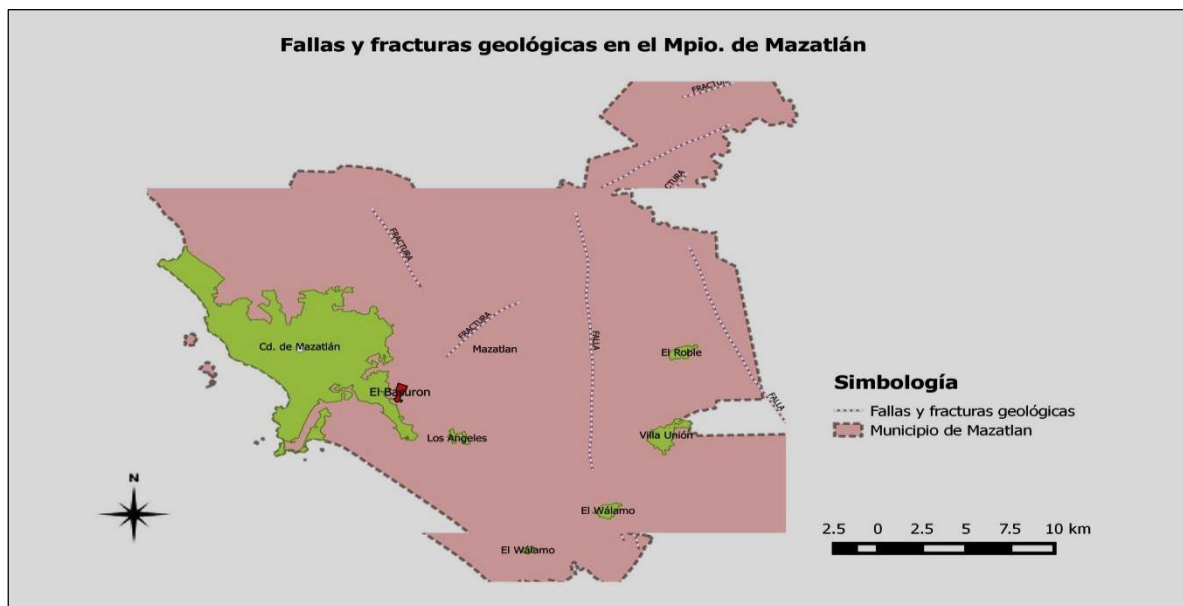 Fallas y fracturas geológicas en el Mpio. de Mazatlán
FRACTURA
FRACTURA
FRACTURA
Cd. de Mazatlán
FRACTURA
Mazatlan
FALLA
El Roble
El Basuron
FALLA
Los Angeles
Villa Unión
El Wálamo
El Wálamo
N
Simbología
Fallas y fracturas geológicas
Municipio de Mazatlan
2.5 0 2.5 5 7.5 10 km